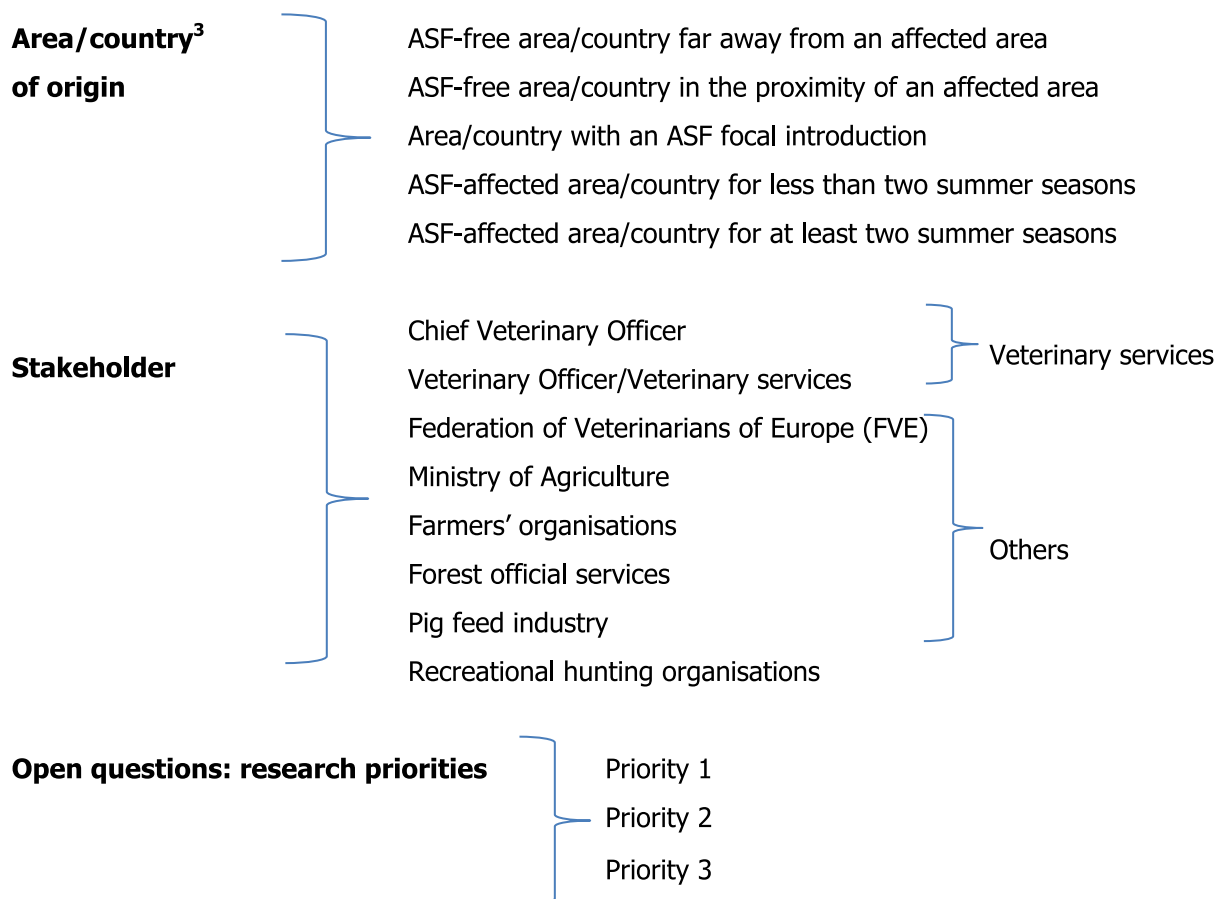 Area/country³
of origin
ASF-free area/country far away from an affected area
ASF-free area/country in the proximity of an affected area
Area/country with an ASF focal introduction
ASF-affected area/country for less than two summer seasons
ASF-affected area/country for at least two summer seasons
Stakeholder
Chief Veterinary Officer
Veterinary Officer/Veterinary services
Veterinary services
Federation of Veterinarians of Europe (FVE)
Ministry of Agriculture
Farmers’ organisations
Forest official services
Pig feed industry
Recreational hunting organisations
Others
Open questions: research priorities
Priority 1
Priority 2
Priority 3